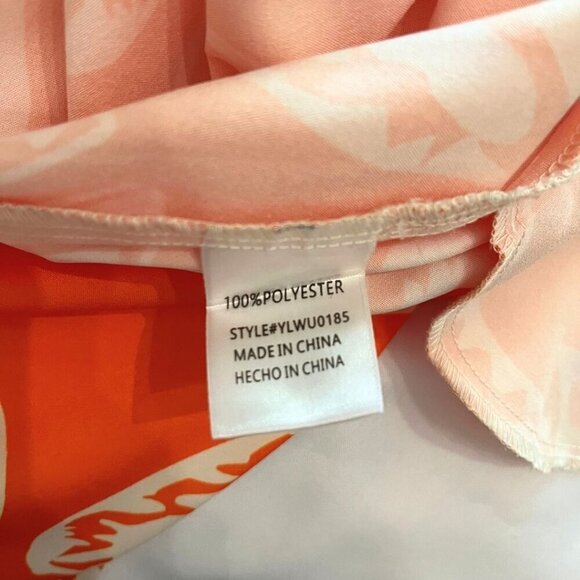 100%POLYESTER
STYLE#YLWU0185
MADE IN CHINA
HECHO IN CHINA